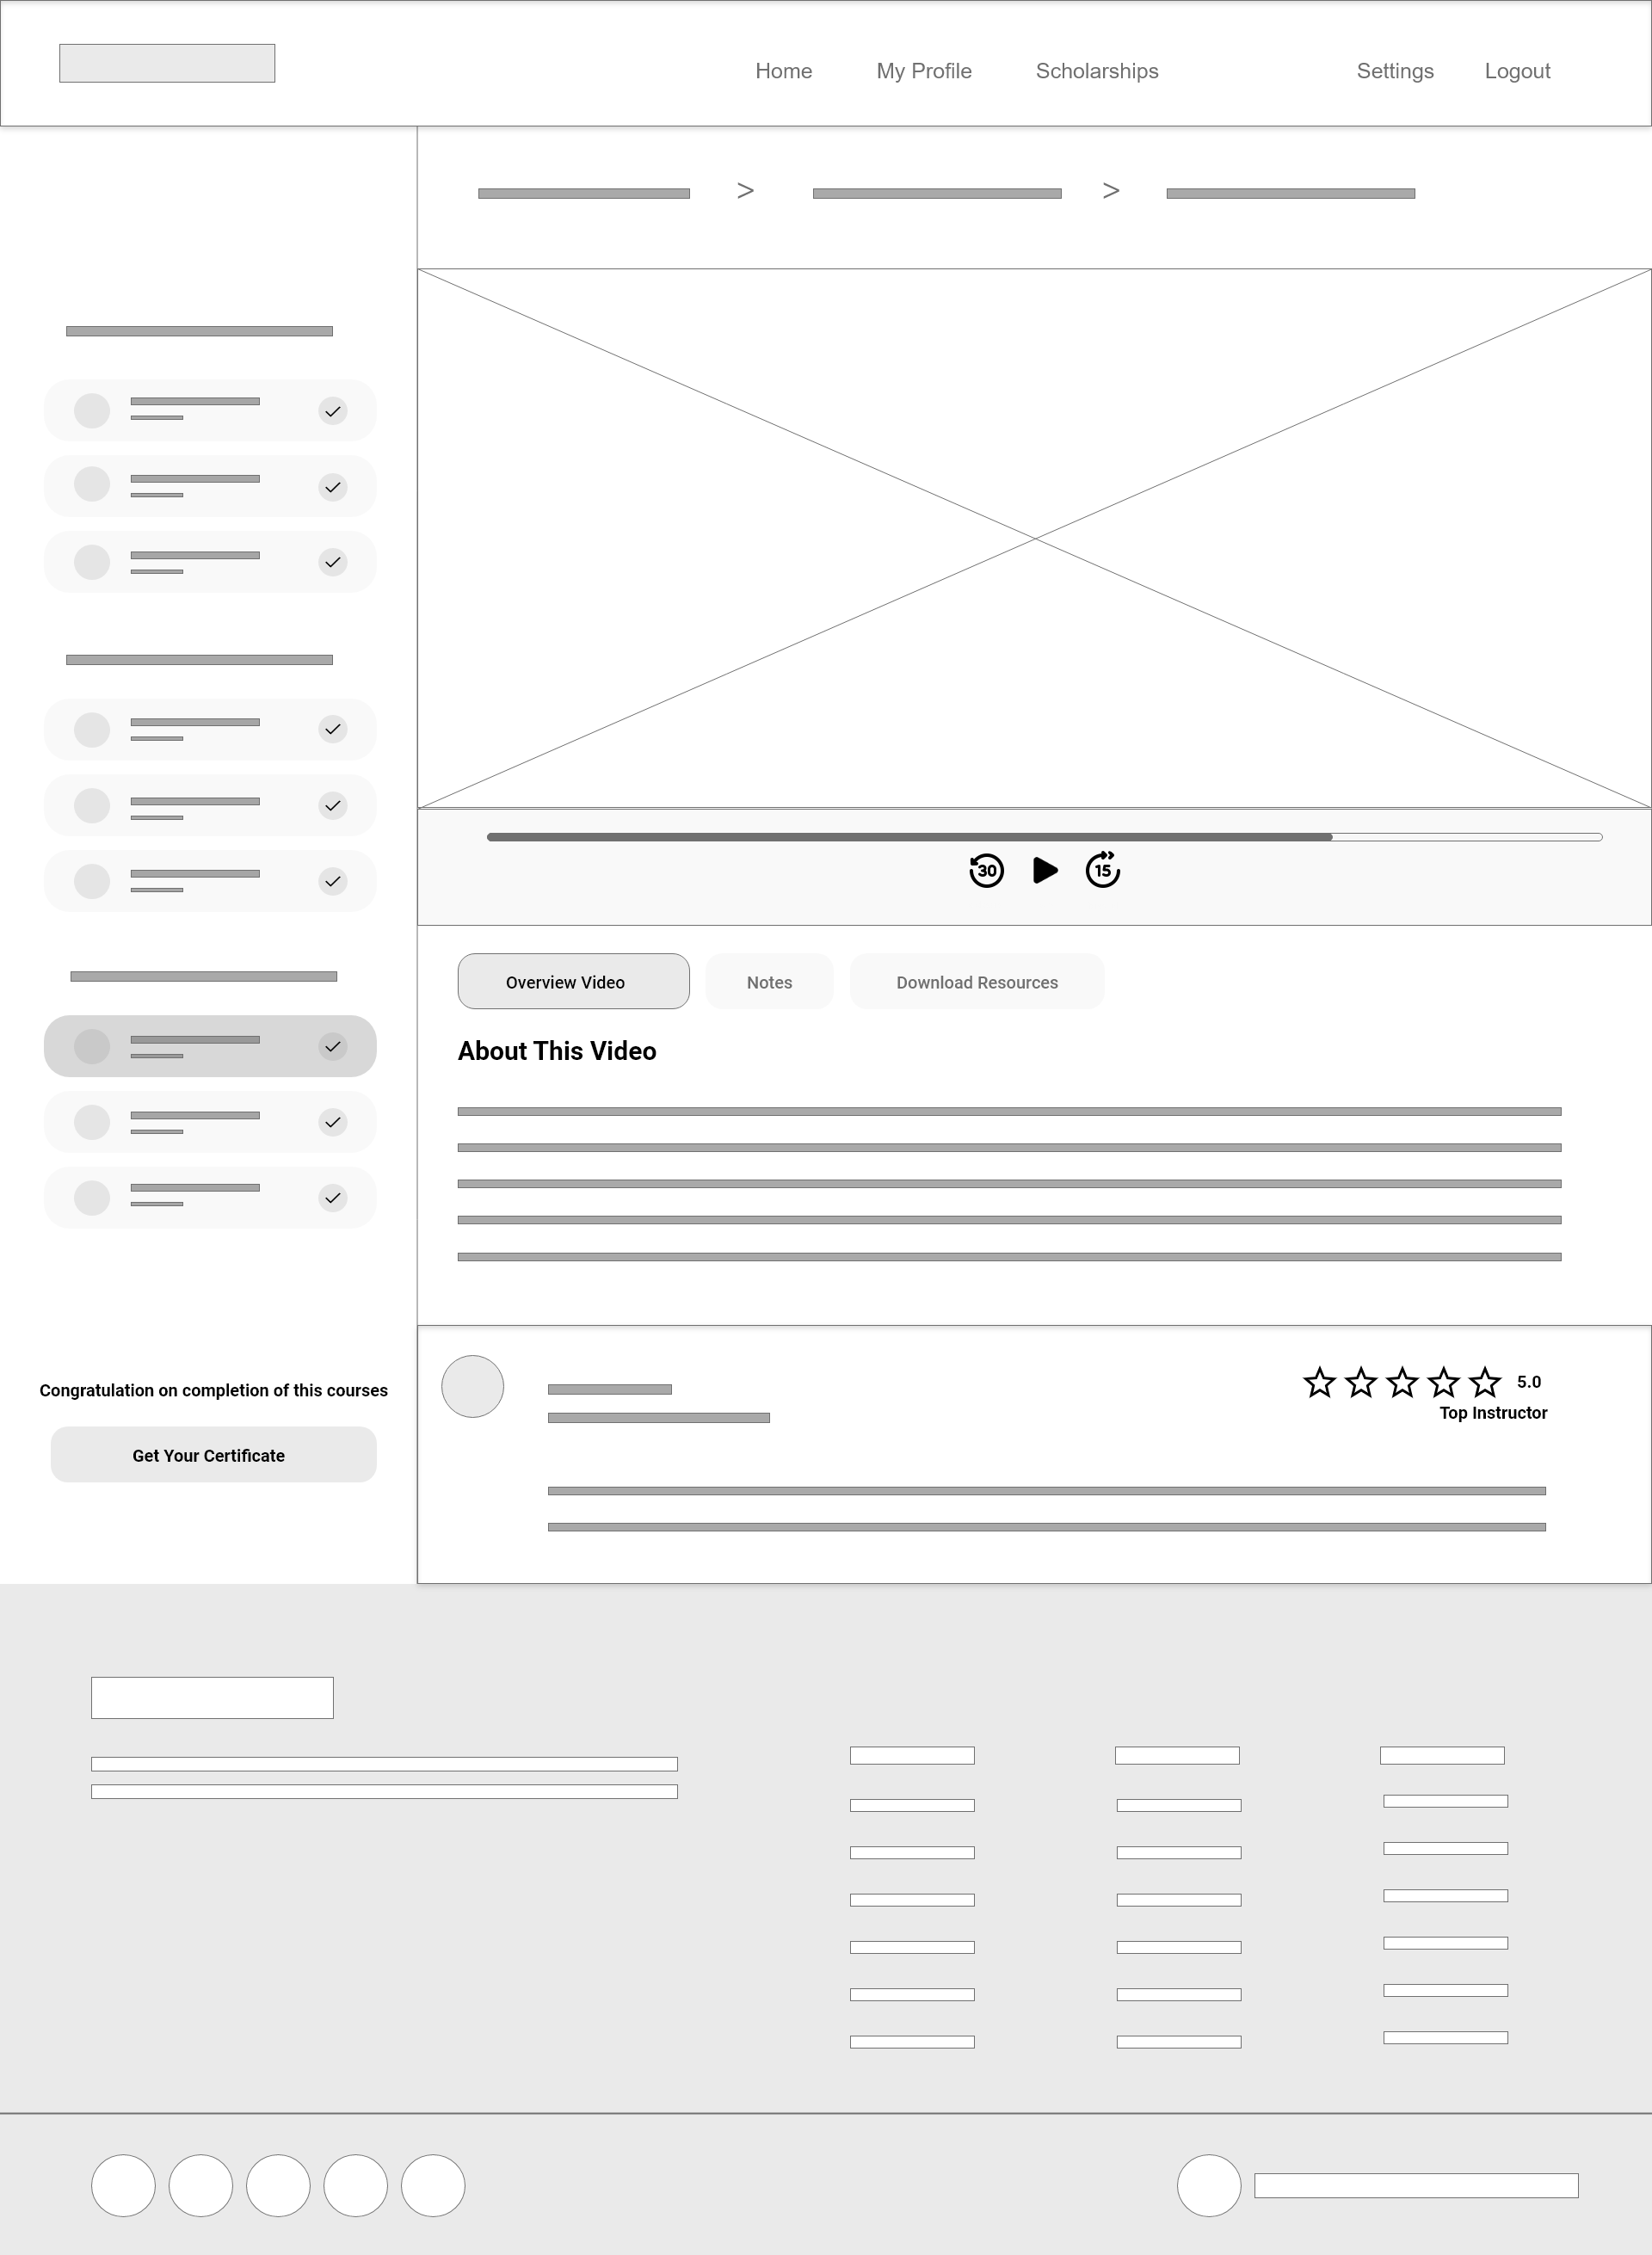 Home My Profile Scholarships Settings Logout
> >
30 15
Overview Video Notes Download Resources
About This Video
Congratulation on completion of this courses
Get Your Certificate
5.0
Top Instructor